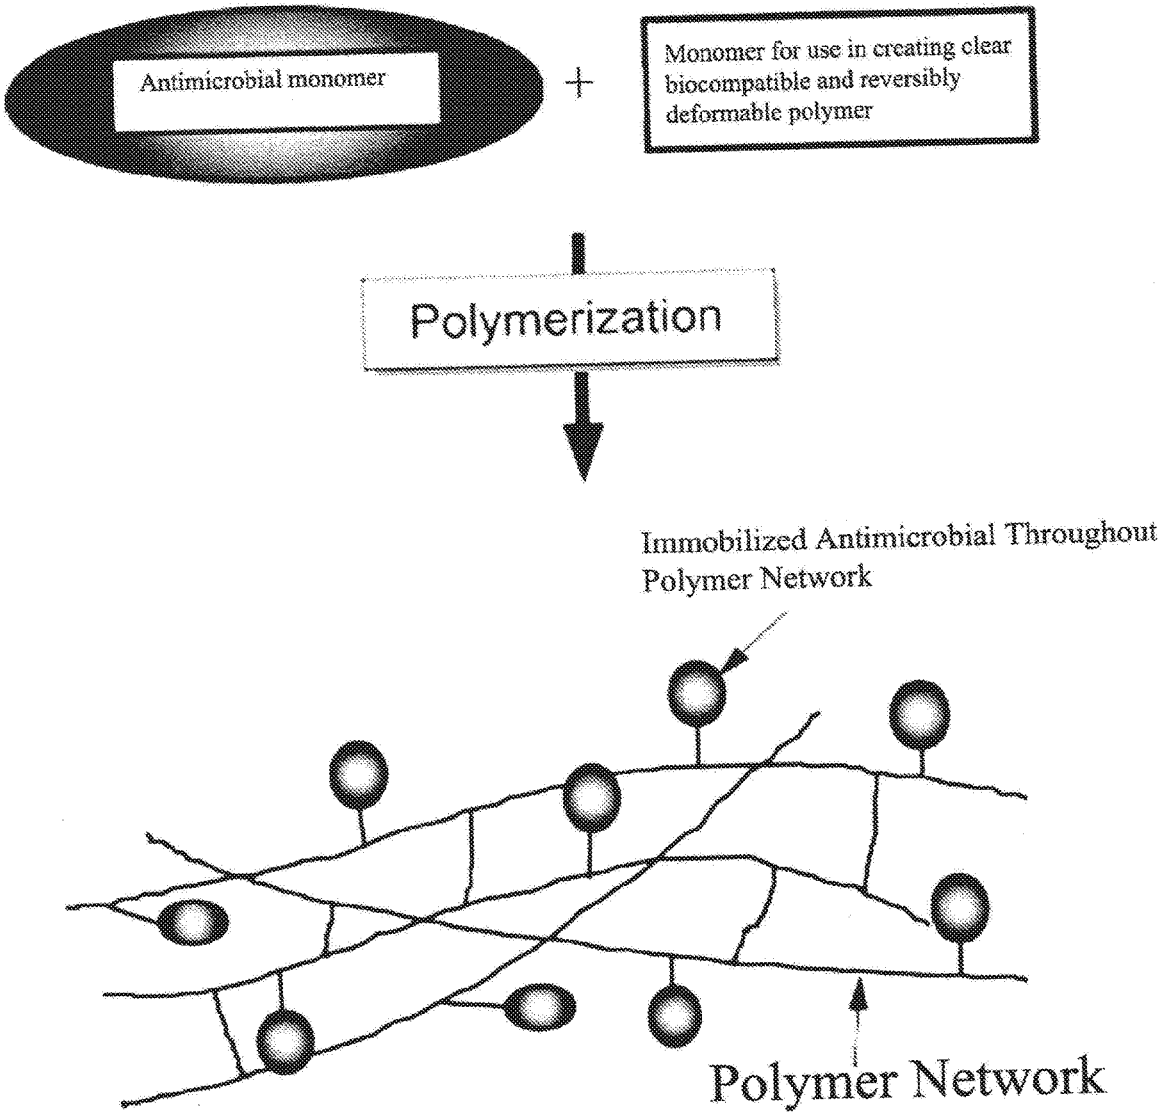 Antimicrobial monomer
+
Monomer for use in creating clear
biocompatible and reversibly
deformable polymer
Polymerization
Immobilized Antimicrobial Throughout
Polymer Network
Polymer Network